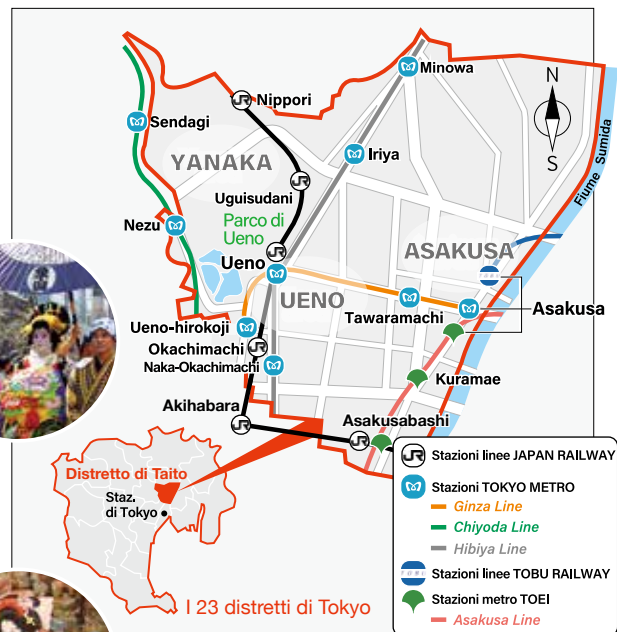 Minowa
N
S
Nippori
Sendagi
Iriya
YANAKA
Uguisudani
Fiume Sumida
Nezu
Parco di
Ueno
Ueno
ASAKUSA
TOBU
UENO
Asakusa
Tawaramachi
Ueno-hirokoji
Okachimachi
Naka-Okachimachi
Kuramae
Akihabara
Asakusabashi
Distretto di Taito
Staz.
di Tokyo
I 23 distretti di Tokyo
JR Stazioni linee JAPAN RAILWAY
Stazioni TOKYO METRO
Ginza Line
Chiyoda Line
Hibiya Line
TOBU Stazioni linee TOBU RAILWAY
Stazioni metro TOEI
Asakusa Line